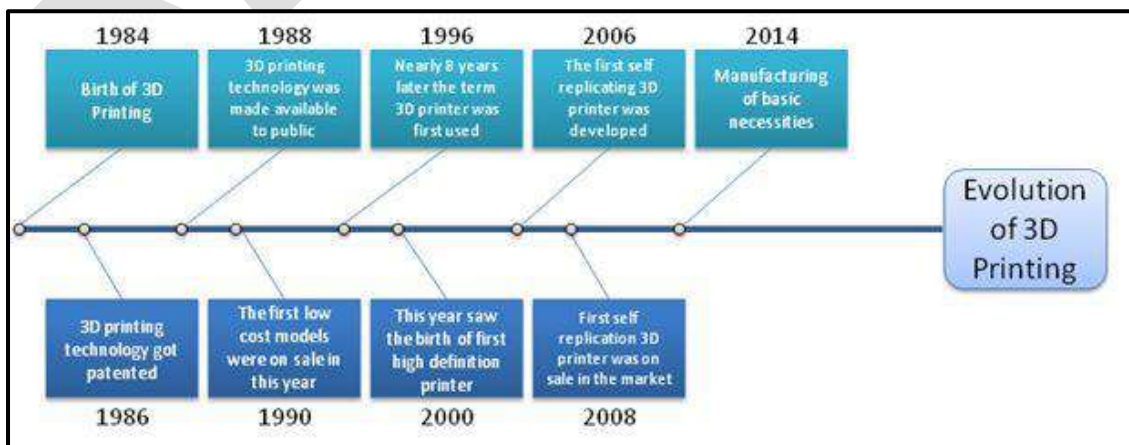 1984
Birth of 3D
Printing
1988
3D printing
technology was
made available
to public
1996
Nearly 8 years
later the term
3D printer was
first used
2006
The first self
replicating 3D
printer was
developed
2014
Manufacturing
of basic
necessities
Evolution
of 3D
Printing
3D printing
technology got
patented
1986
The first low
cost models
were on sale in
this year
1990
This year saw
the birth of first
high definition
printer
2000
First self
replication 3D
printer was on
sale in the market
2008